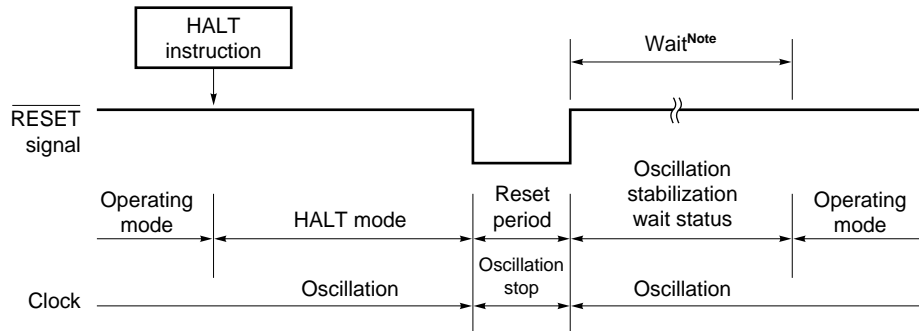 HALT
instruction
Wait^Note
RESET
signal
Operating
mode
HALT mode
Reset
period
Oscillation
stabilization
wait status
Operating
mode
Clock
Oscillation
Oscillation
stop
Oscillation